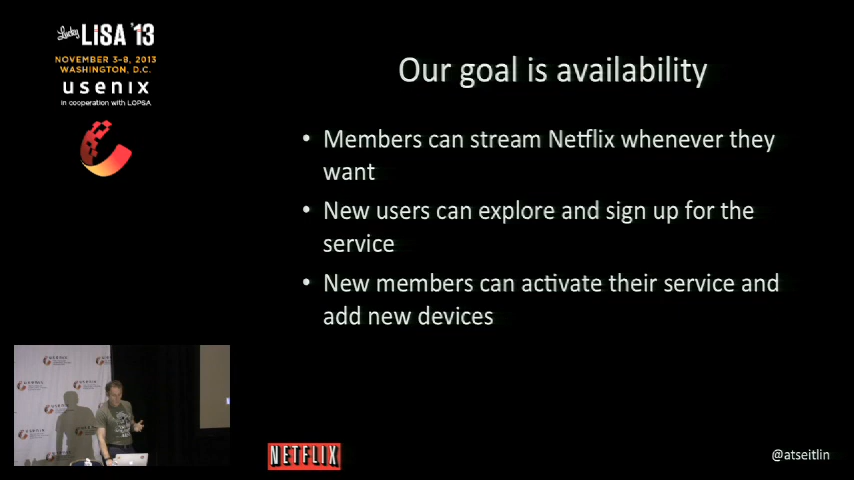 Lucky LISA '13
NOVEMBER 3-8, 2013
WASHINGTON, D.C.
usenix
in cooperation with LOPSA
Our goal is availability
• Members can stream Netflix whenever they
want
• New users can explore and sign up for the
service
• New members can activate their service and
add new devices
NETFLIX
@atseitlin